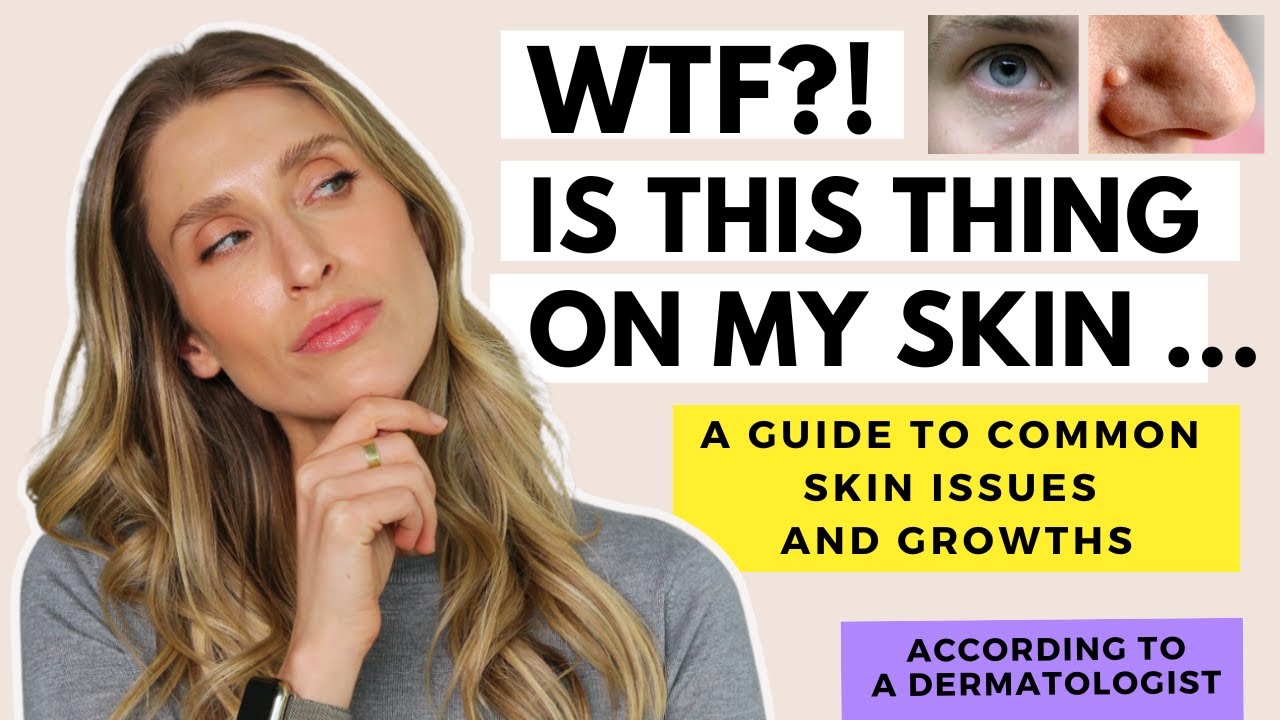 WTF?!
IS THIS THING
ON MY SKIN ...
A GUIDE TO COMMON
SKIN ISSUES
AND GROWTHS
ACCORDING TO
A DERMATOLOGIST